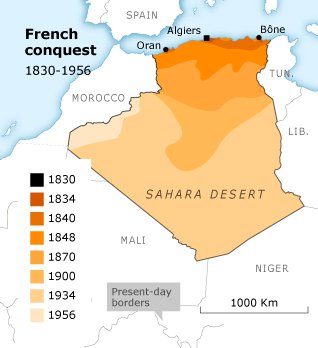 SPAIN
French
conquest
1830-1956
Algiers
Bône
Oran
TUN.
MOROCCO
LIB.
1830
1834
1840
1848
1870
1900
1934
1956
SAHARA DESERT
MALI
NIGER
Present-day
borders
1000 Km